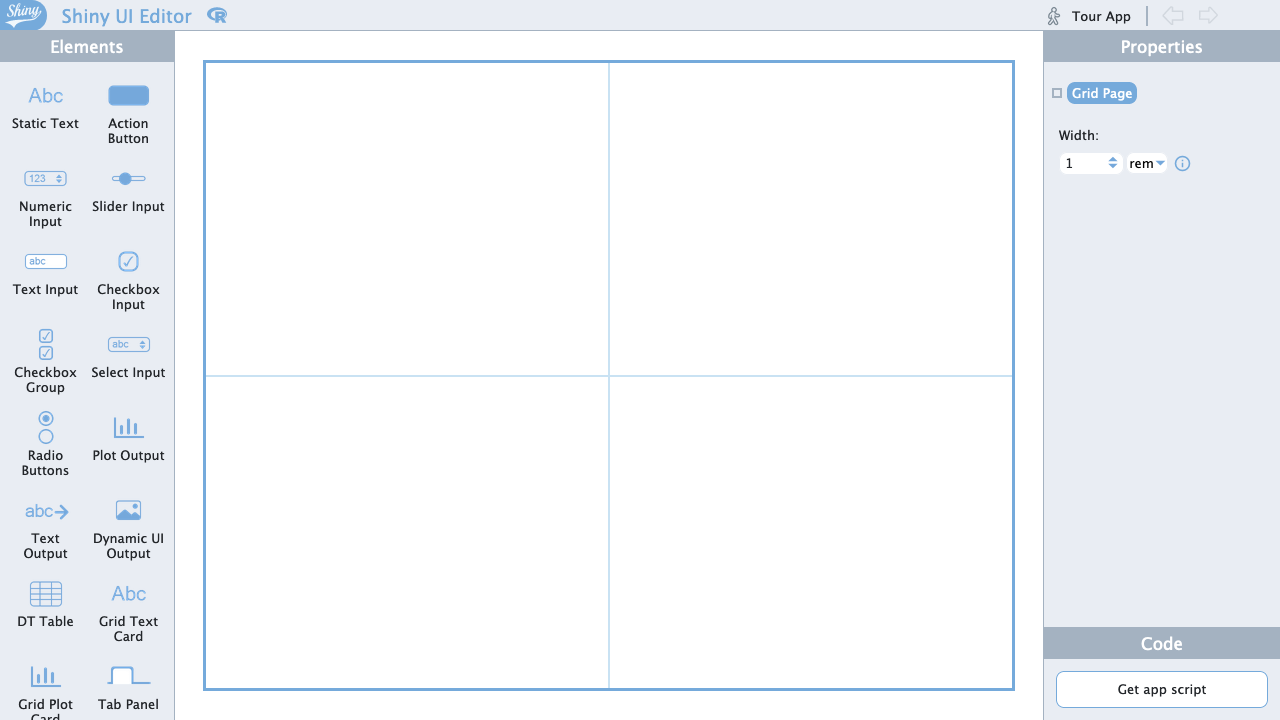 Shiny
Shiny UI Editor
Tour App
Elements
Abc
Static Text
Action
Button
123
Numeric
Input
Slider Input
abc
Text Input
Checkbox
Input
Checkbox
Group
abc
Select Input
Radio
Buttons
Plot Output
abc
Text
Output
Dynamic UI
Output
DT Table
Abc
Grid Text
Card
Grid Plot
Card
Tab Panel
Properties
Grid Page
Width:
1
rem
Code
Get app script